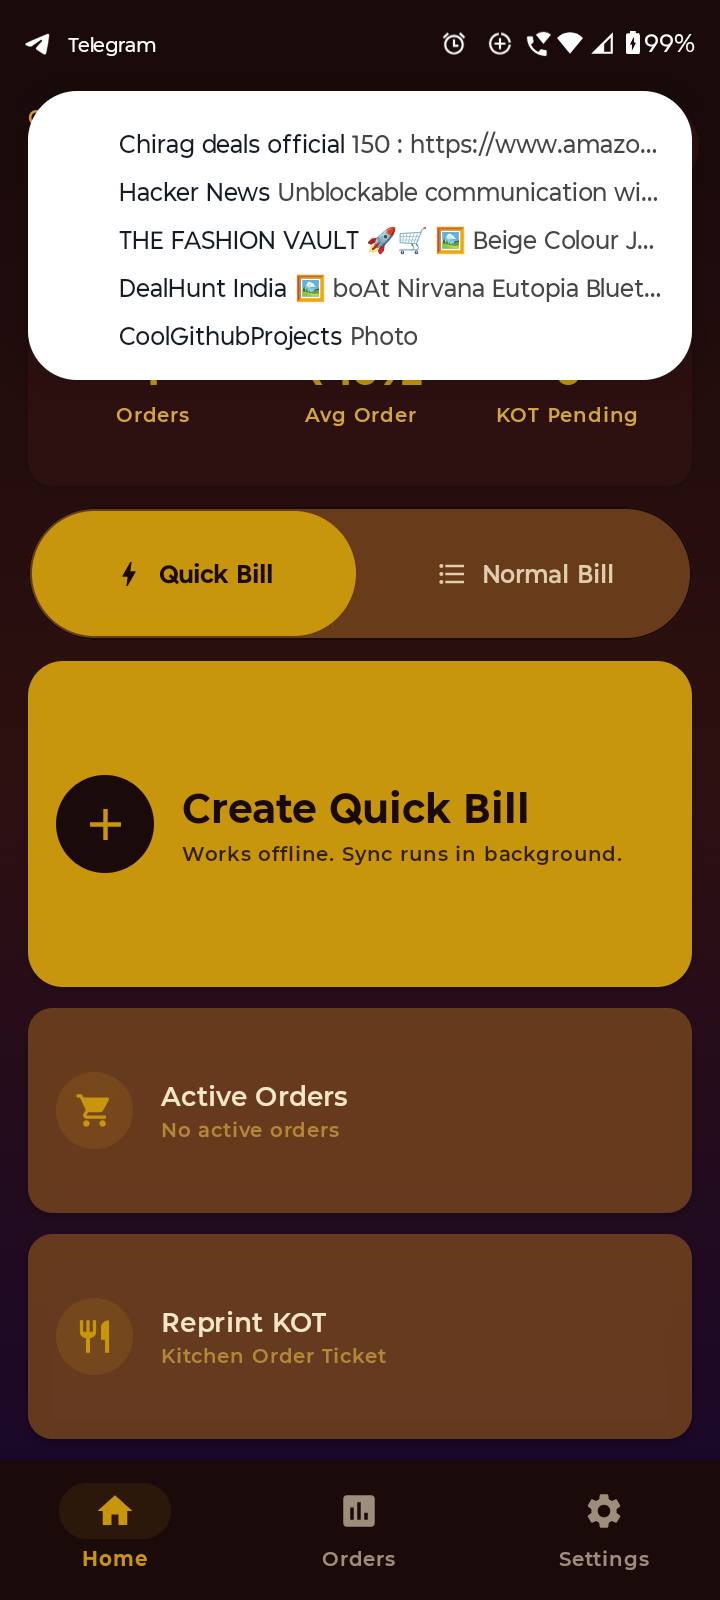 Telegram 99%
Chirag deals official 150 : https://www.amazo...
Hacker News Unblockable communication wi...
THE FASHION VAULT 🚀🛒 🖼️ Beige Colour J...
DealHunt India 🖼️ boAt Nirvana Eutopia Bluet...
CoolGithubProjects Photo
Orders Avg Order KOT Pending
Quick Bill Normal Bill
Create Quick Bill
Works offline. Sync runs in background.
Active Orders
No active orders
Reprint KOT
Kitchen Order Ticket
Home Orders Settings